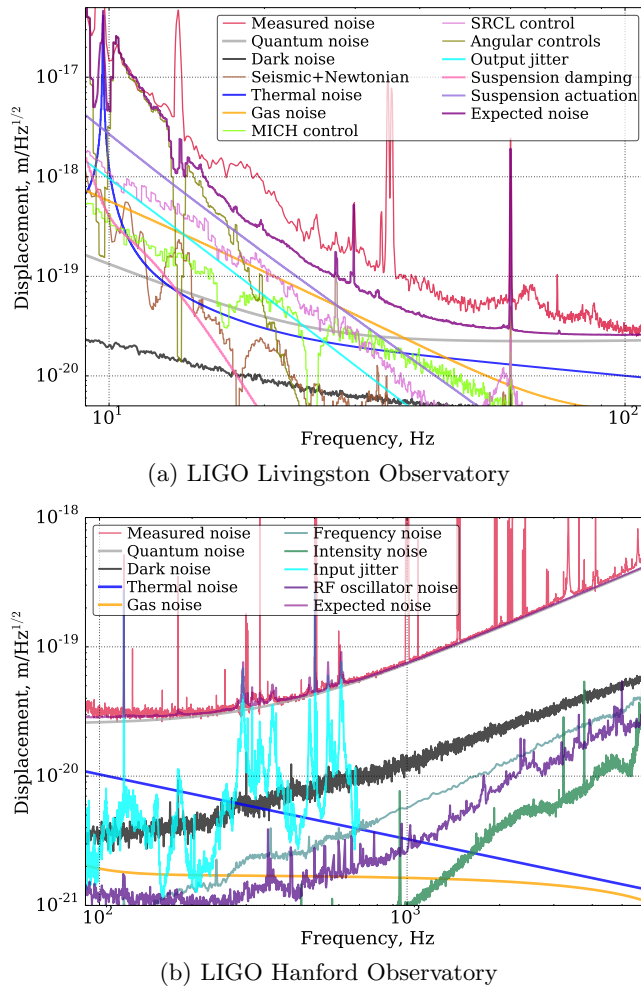 Measured noise
Quantum noise
Dark noise
Seismic+Newtonian
Thermal noise
Gas noise
MICH control
SRCL control
Angular controls
Output jitter
Suspension damping
Suspension actuation
Expected noise
Displacement, m/Hz^{1/2}
10^{-17}
10^{-18}
10^{-19}
10^{-20}
10^1
10^2
Frequency, Hz
(a) LIGO Livingston Observatory
Measured noise
Quantum noise
Dark noise
Thermal noise
Gas noise
Frequency noise
Intensity noise
Input jitter
RF oscillator noise
Expected noise
Displacement, m/Hz^{1/2}
10^{-18}
10^{-19}
10^{-20}
10^{-21}
10^2
10^3
Frequency, Hz
(b) LIGO Hanford Observatory